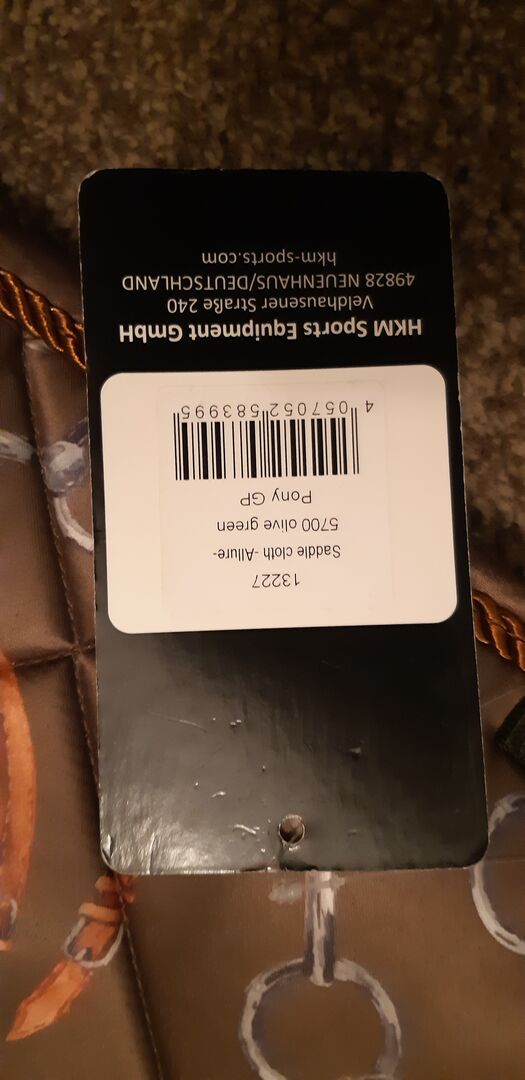 13227
Saddle cloth -Allure-
5700 olive green
Pony GP
4 057052 583995
HKM Sports Equipment GmbH
Veldhausener Straße 240
49828 NEUENHAUS/DEUTSCHLAND
hkm-sports.com